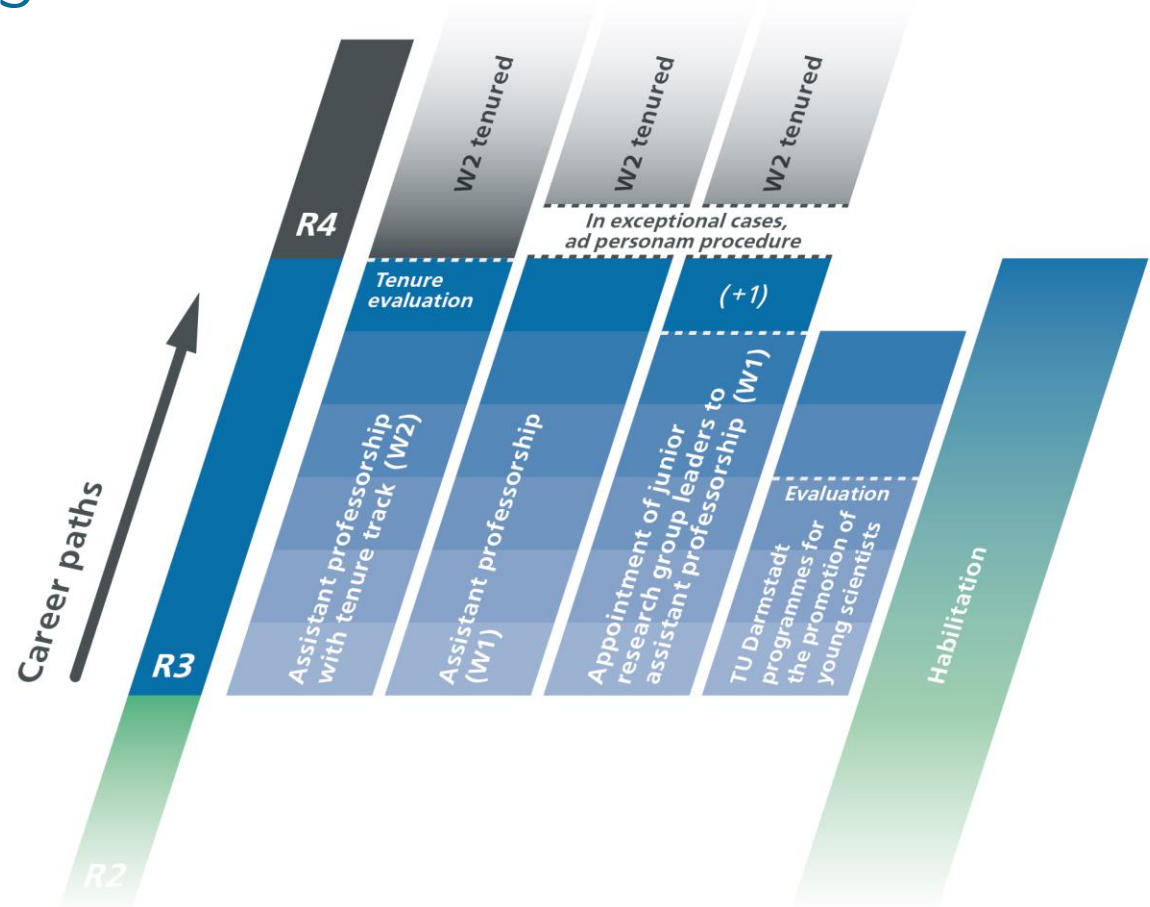 W2 tenured
W2 tenured
W2 tenured
R4
In exceptional cases,
ad personam procedure
Tenure
evaluation
(+1)
Career paths
R3
Assistant professorship
with tenure track (W2)
Assistant professorship
(W1)
Appointment of junior
research group leaders to
assistant professorship (W1)
Evaluation
TU Darmstadt
programmes for
the promotion of
young scientists
Habilitation
R2